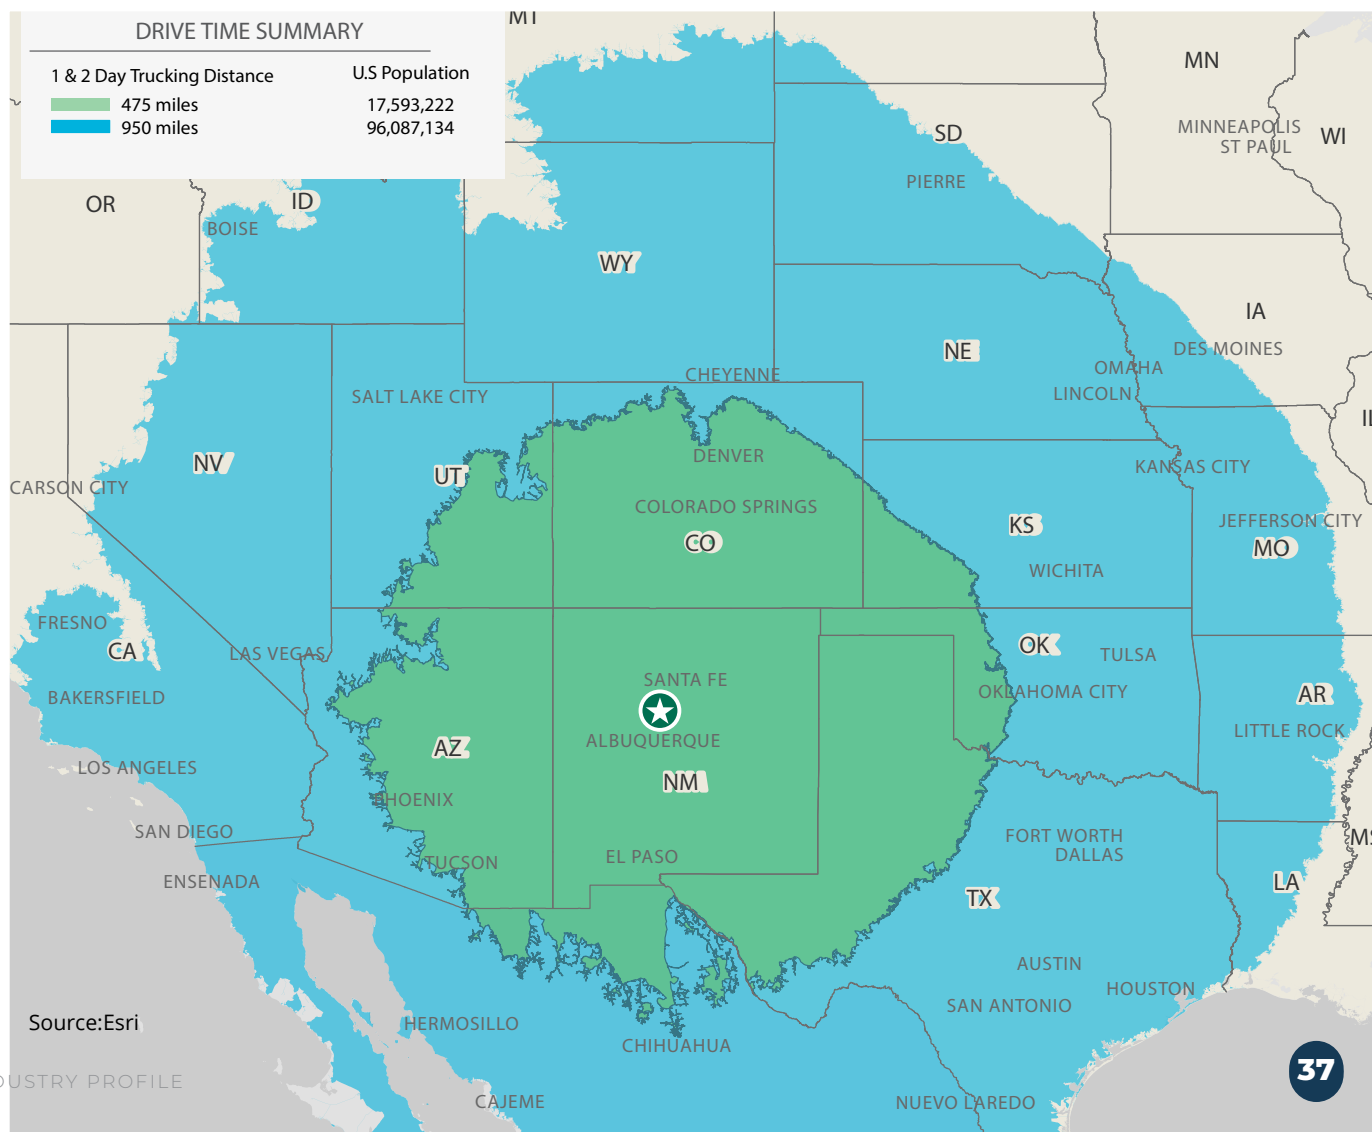 DRIVE TIME SUMMARY
1 & 2 Day Trucking Distance
U.S Population
475 miles
17,593,222
950 miles
96,087,134
MT
MN
MINNEAPOLIS
ST PAUL
WI
SD
PIERRE
OR
ID
BOISE
WY
IA
DES MOINES
NE
OMAHA
LINCOLN
CHEYENNE
SALT LAKE CITY
NV
UT
DENVER
KANSAS CITY
CARSON CITY
COLORADO SPRINGS
CO
KS
JEFFERSON CITY
MO
WICHITA
FRESNO
CA
LAS VEGAS
OK
TULSA
SANTA FE
BAKERSFIELD
OKLAHOMA CITY
AR
LITTLE ROCK
ALBUQUERQUE
AZ
LOS ANGELES
NM
PHOENIX
SAN DIEGO
FORT WORTH
DALLAS
MS
TUCSON
EL PASO
ENSENADA
TX
LA
AUSTIN
HOUSTON
SAN ANTONIO
Source:Esri
HERMOSILLO
CHIHUAHUA
37
DUSTRY PROFILE
CAJEME
NUEVO LAREDO